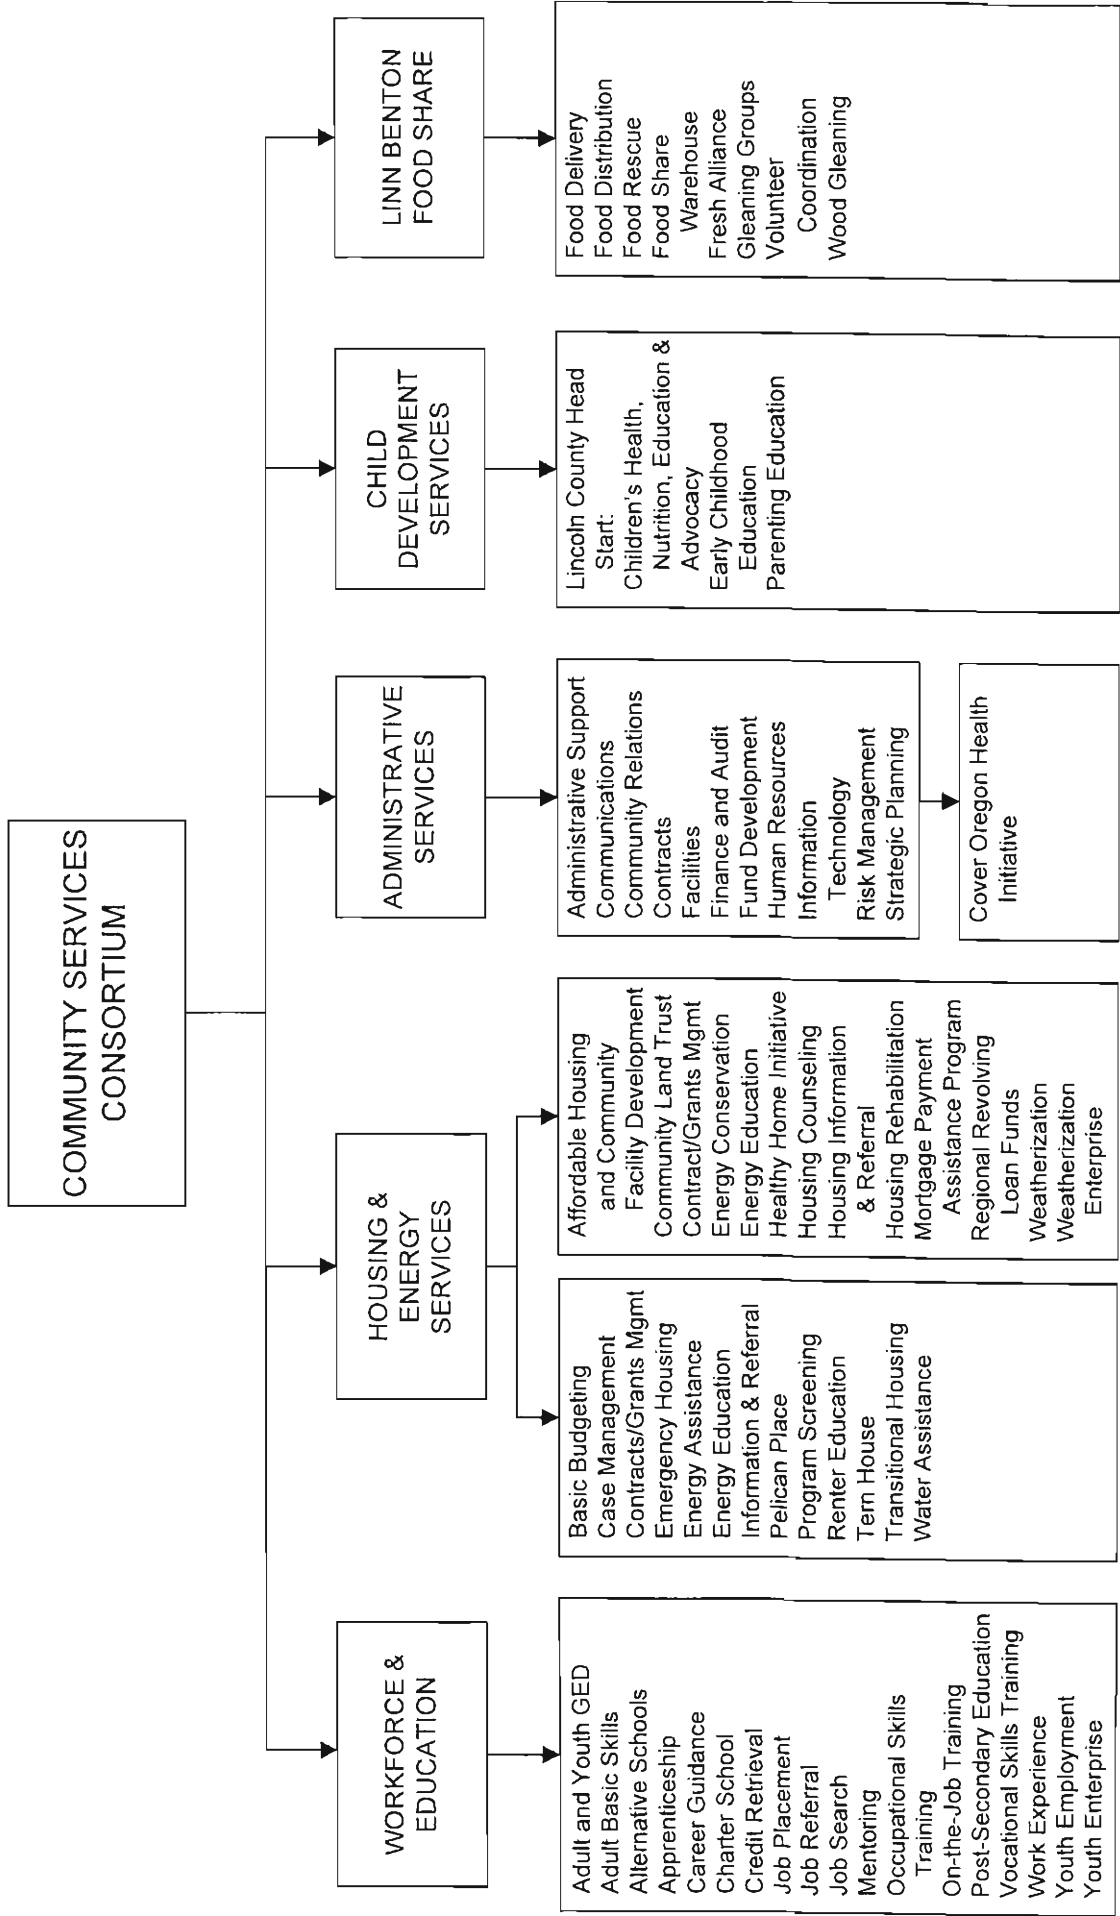 COMMUNITY SERVICES
CONSORTIUM
WORKFORCE &
EDUCATION
HOUSING &
ENERGY
SERVICES
ADMINISTRATIVE
SERVICES
CHILD
DEVELOPMENT
SERVICES
LINN BENTON
FOOD SHARE
Adult and Youth GED
Adult Basic Skills
Alternative Schools
Apprenticeship
Career Guidance
Charter School
Credit Retrieval
Job Placement
Job Referral
Job Search
Mentoring
Occupational Skills
Training
On-the-Job Training
Post-Secondary Education
Vocational Skills Training
Work Experience
Youth Employment
Youth Enterprise
Basic Budgeting
Case Management
Contracts/Grants Mgmt
Emergency Housing
Energy Assistance
Energy Education
Information & Referral
Pelican Place
Program Screening
Renter Education
Tern House
Transitional Housing
Water Assistance
Affordable Housing
and Community
Facility Development
Community Land Trust
Contract/Grants Mgmt
Energy Conservation
Energy Education
Healthy Home Initiative
Housing Counseling
Housing Information
& Referral
Housing Rehabilitation
Mortgage Payment
Assistance Program
Regional Revolving
Loan Funds
Weatherization
Weatherization
Enterprise
Administrative Support
Communications
Community Relations
Contracts
Facilities
Finance and Audit
Fund Development
Human Resources
Information
Technology
Risk Management
Strategic Planning
Cover Oregon Health
Initiative
Lincoln County Head
Start:
Children's Health,
Nutrition, Education &
Advocacy
Early Childhood
Education
Parenting Education
Food Delivery
Food Distribution
Food Rescue
Food Share
Warehouse
Fresh Alliance
Gleaning Groups
Volunteer
Coordination
Wood Gleaning